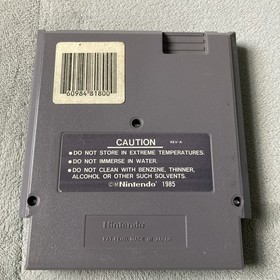 60984 81800
CAUTION
REV-A
• DO NOT STORE IN EXTREME TEMPERATURES.
• DO NOT IMMERSE IN WATER.
• DO NOT CLEAN WITH BENZENE, THINNER,
ALCOHOL OR OTHER SUCH SOLVENTS.
©Nintendo 1985
Nintendo